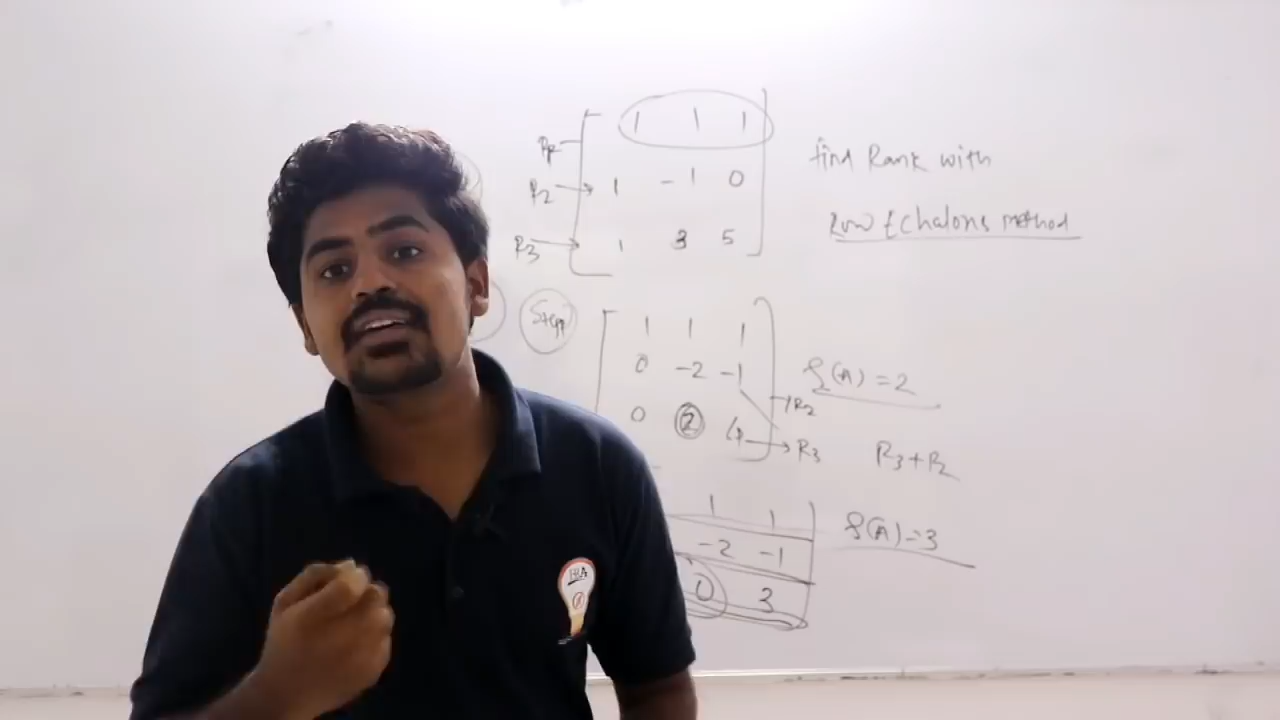 1 1 1
R2 → 1 -1 0
R3 → 1 3 5
find Rank with
Row Echalons method
Step
1 1 1
0 -2 -1
0 2 4
R2
R3
ρ(A) = 2
R3+R2
1 1
-2 -1
0 3
ρ(A) = 3